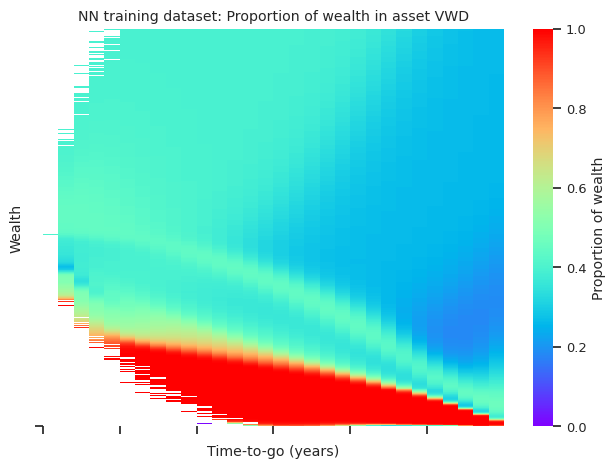 NN training dataset: Proportion of wealth in asset VWD
Wealth
Time-to-go (years)
1.0
0.8
0.6
0.4
0.2
0.0
Proportion of wealth